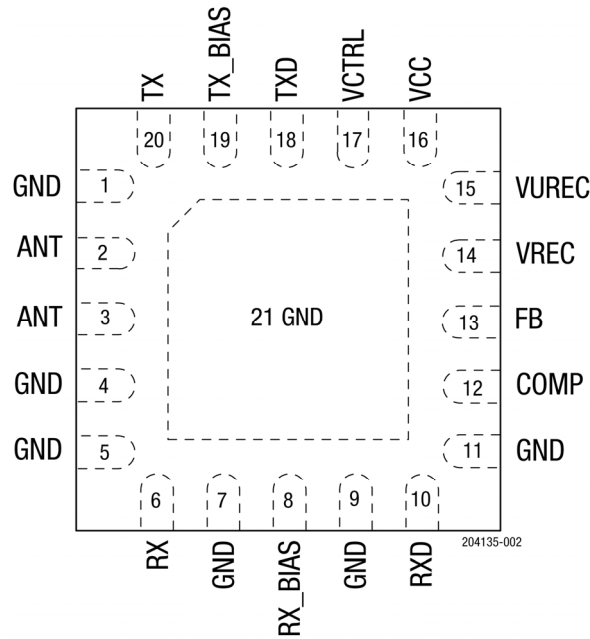 TX
TX_BIAS
TXD
VCTRL
VCC
20
19
18
17
16
GND 1
15 VUREC
ANT 2
14 VREC
ANT 3
21 GND
13 FB
GND 4
12 COMP
GND 5
11 GND
6
7
8
9
10
204135-002
RX
GND
RX_BIAS
GND
RXD